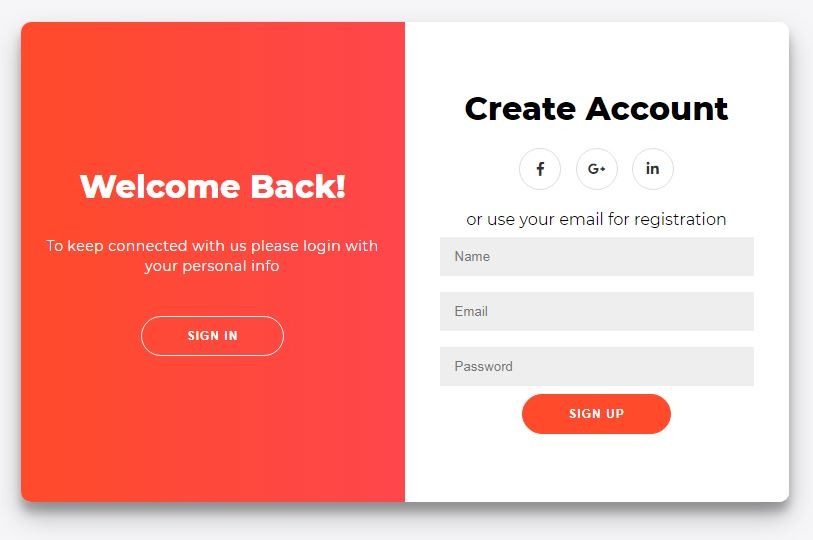 Welcome Back!
To keep connected with us please login with
your personal info
SIGN IN
Create Account
f G+ in
or use your email for registration
Name
Email
Password
SIGN UP